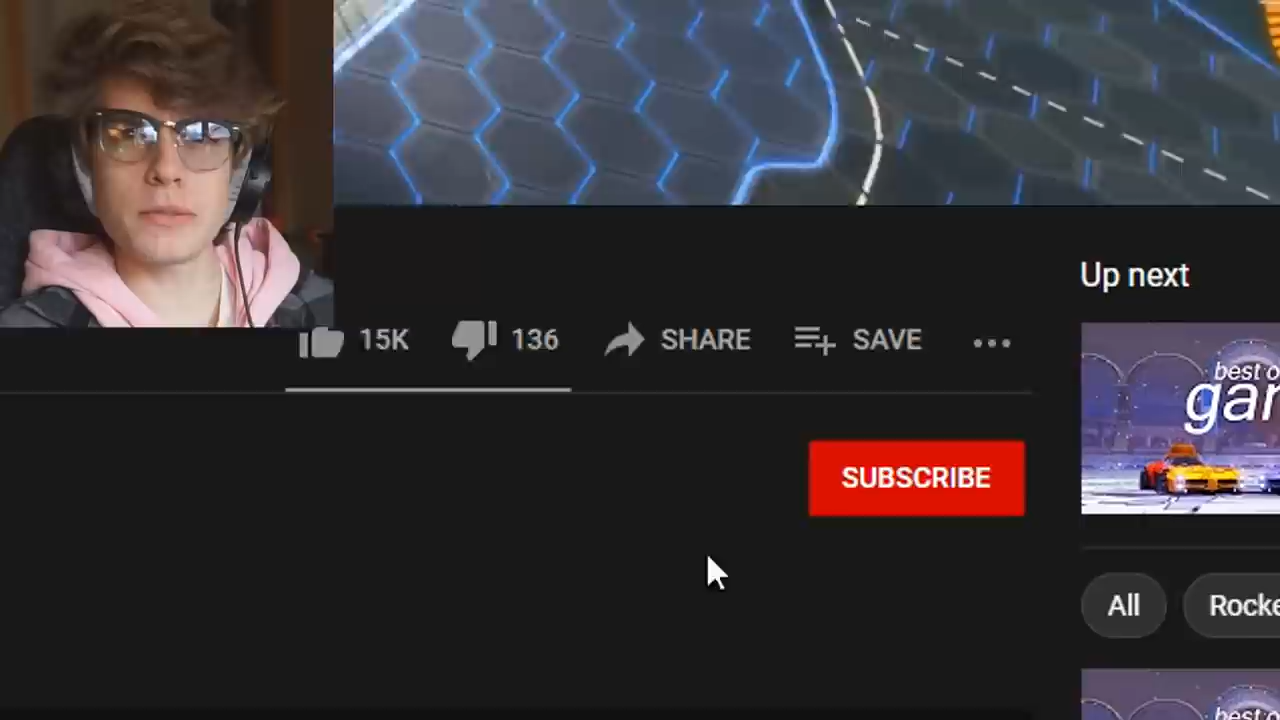 Up next
15K 136 SHARE SAVE
best o
gar
SUBSCRIBE
All Rocke
best o